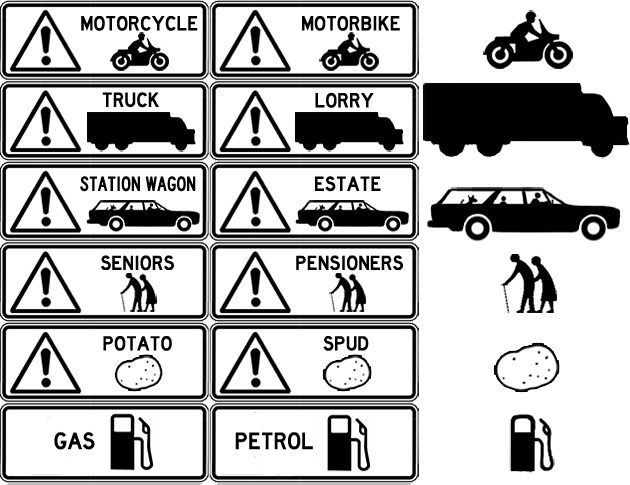 MOTORCYCLE
MOTORBIKE
TRUCK
LORRY
STATION WAGON
ESTATE
SENIORS
PENSIONERS
POTATO
SPUD
GAS
PETROL